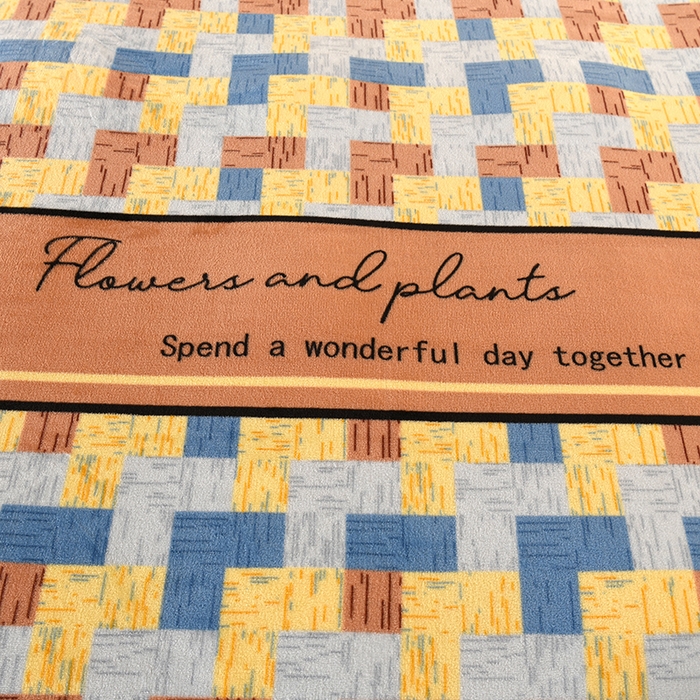 Flowers and plants
Spend a wonderful day together